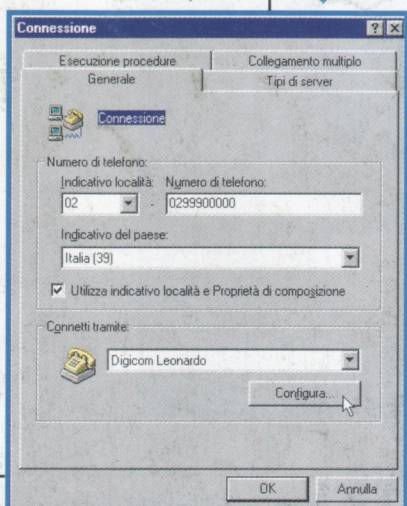 Connessione
Esecuzione procedure Collegamento multiplo
Generale Tipi di server
Connessione
Numero di telefono:
Indicativo località: Numero di telefono:
02 - 0299900000
Indicativo del paese:
Italia (39)
Utilizza indicativo località e Proprietà di composizione
Connetti tramite:
Digicom Leonardo
Configura...
OK Annulla